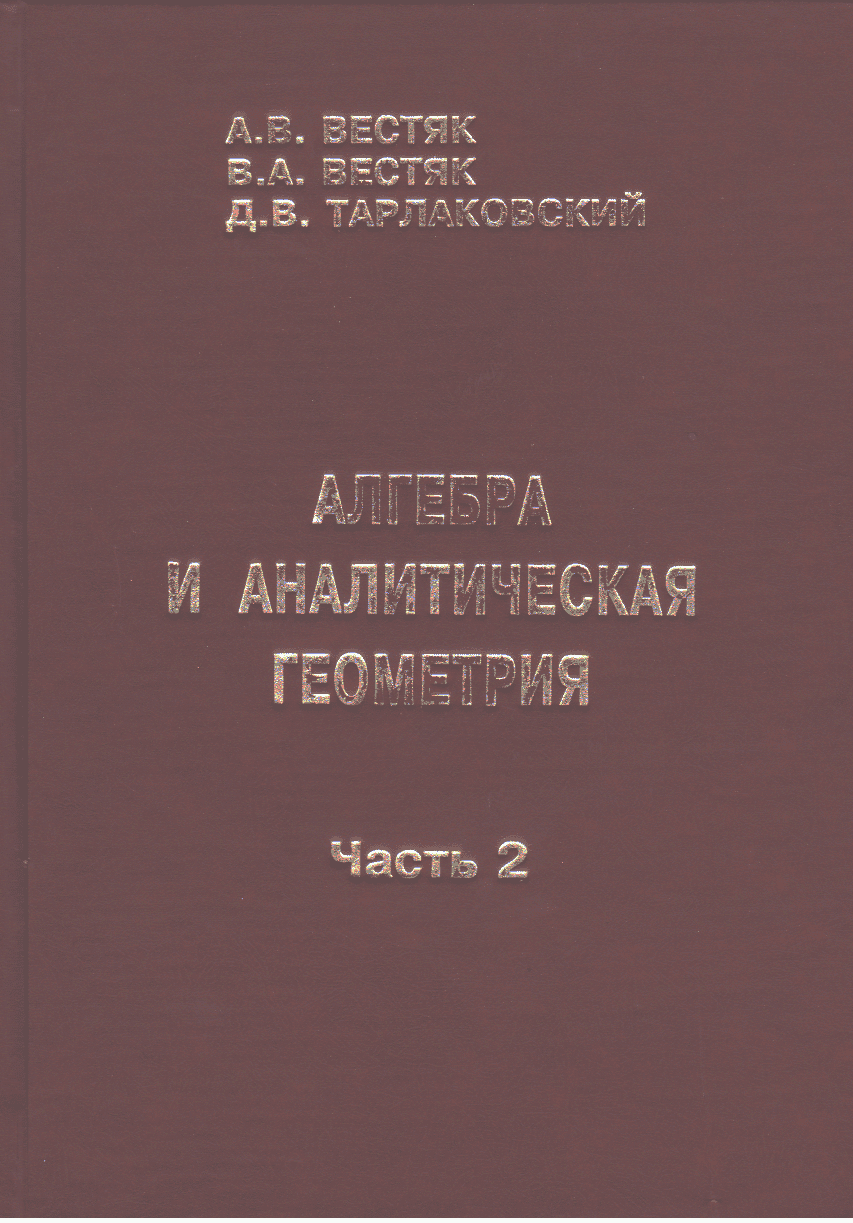 А.В. ВЕСТЯК
В.А. ВЕСТЯК
Д.В. ТАРЛАКОВСКИЙ
АЛГЕБРА
И АНАЛИТИЧЕСКАЯ
ГЕОМЕТРИЯ
Часть 2